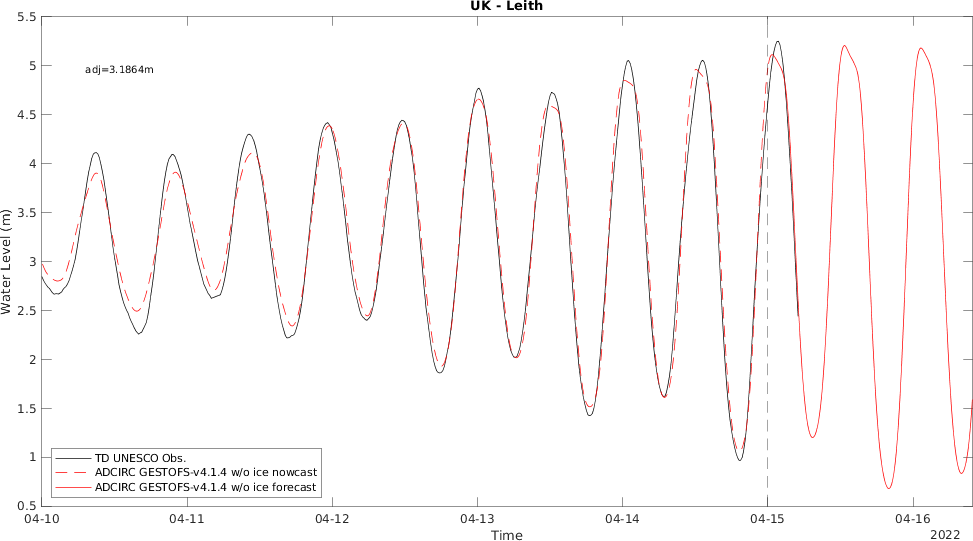 UK - Leith
5.5
5
4.5
4
3.5
3
2.5
2
1.5
1
0.5
Water Level (m)
adj=3.1864m
TD UNESCO Obs.
ADCIRC GESTOFS-v4.1.4 w/o ice nowcast
ADCIRC GESTOFS-v4.1.4 w/o ice forecast
04-10 04-11 04-12 04-13 04-14 04-15 04-16
Time
2022